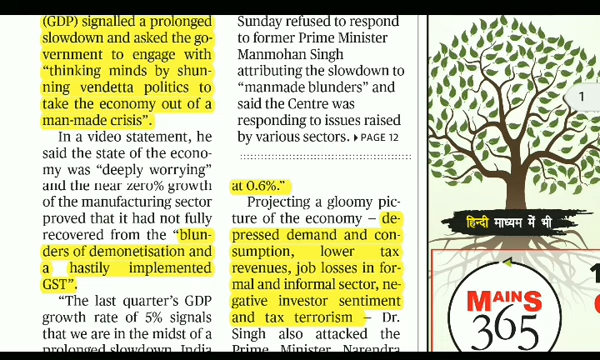 (GDP) signalled a prolonged
slowdown and asked the go-
vernment to engage with
“thinking minds by shun-
ning vendetta politics to
take the economy out of a
man-made crisis”.
In a video statement, he
said the state of the econo-
my was “deeply worrying”
and the near zero% growth
of the manufacturing sector
proved that it had not fully
recovered from the “blun-
ders of demonetisation and
a hastily implemented
GST”.
“The last quarter’s GDP
growth rate of 5% signals
that we are in the midst of a
prolonged slowdown. India
Sunday refused to respond
to former Prime Minister
Manmohan Singh
attributing the slowdown to
“manmade blunders” and
said the Centre was
responding to issues raised
by various sectors. ▸ PAGE 12
at 0.6%.”
Projecting a gloomy pic-
ture of the economy – de-
pressed demand and con-
sumption, lower tax
revenues, job losses in for-
mal and informal sector, ne-
gative investor sentiment
and tax terrorism – Dr.
Singh also attacked the
Prime Minister Narendra
1
हिन्दी माध्यम में भी
MAINS
365
1